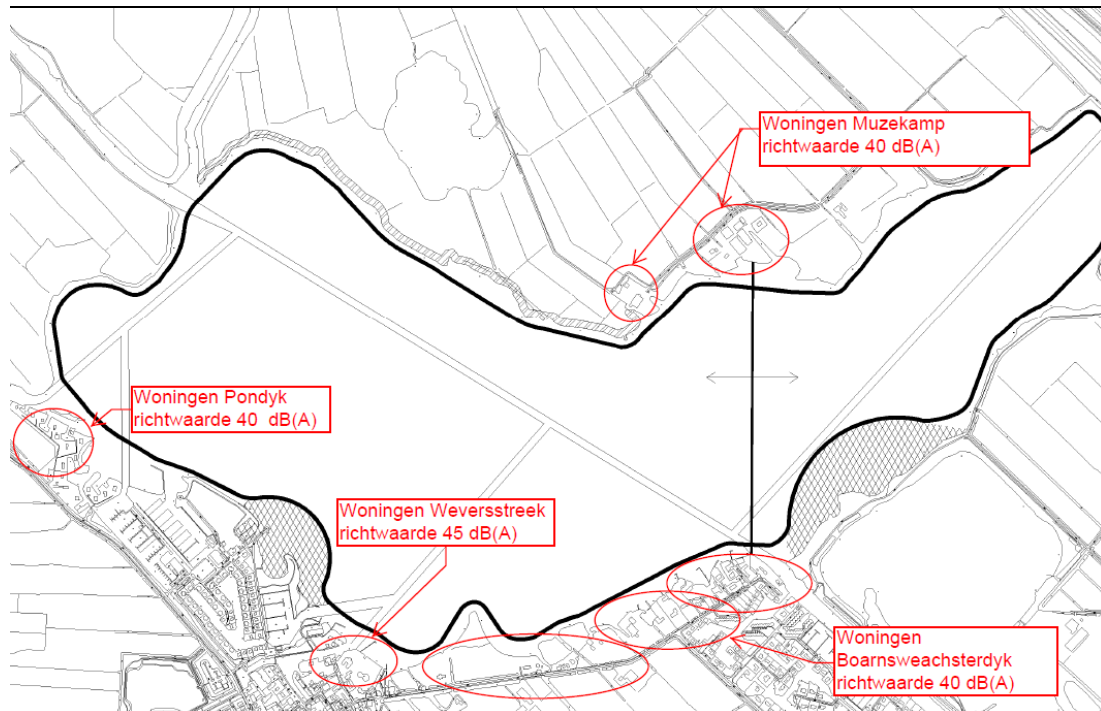 Woningen Muzekamp
richtwaarde 40 dB(A)
Woningen Pondyk
richtwaarde 40 dB(A)
Woningen Weversstreek
richtwaarde 45 dB(A)
Woningen
Boarnsweachsterdyk
richtwaarde 40 dB(A)